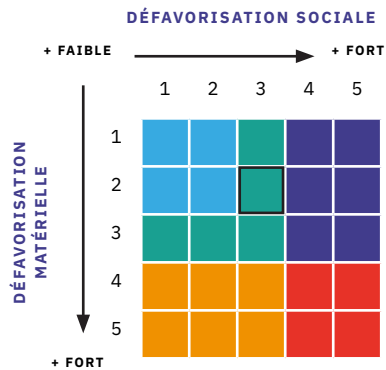 DÉFAVORISATION SOCIALE
+ FAIBLE
+ FORT
1 2 3 4 5
DÉFAVORISATION
MATÉRIELLE
1
2
3
4
5
+ FORT